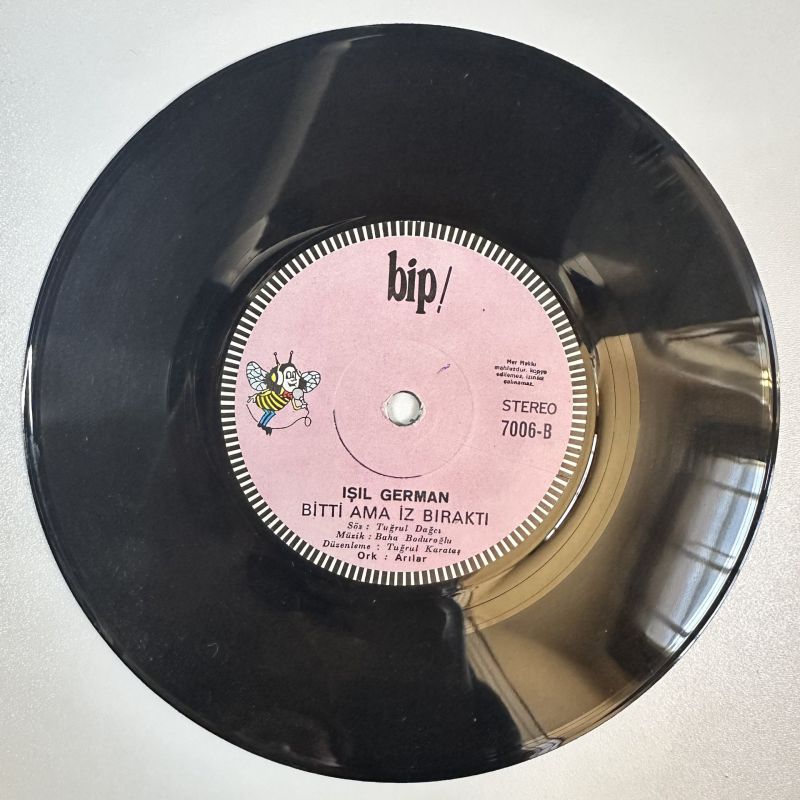 bip!
Her Hakkı
mahfuzdur. kopya
edilemez, izinsiz
çalınamaz.
STEREO
7006-B
IŞIL GERMAN
BİTTİ AMA İZ BIRAKTI
Söz : Tuğrul Dağcı
Müzik : Baha Boduroğlu
Düzenleme : Tuğrul Karataş
Ork : Arılar